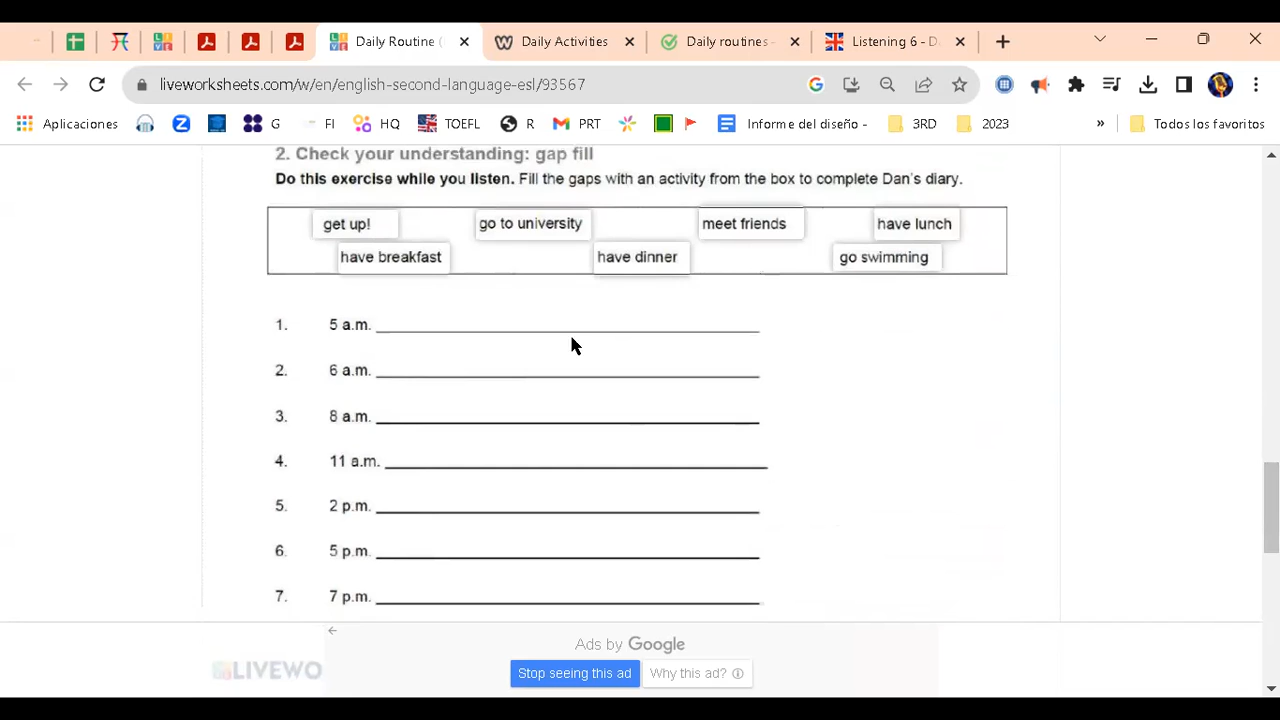 Daily Routine (
Daily Activities
Daily routines -
Listening 6 - D
liveworksheets.com/w/en/english-second-language-esl/93567
Aplicaciones
G
FI
HQ
TOEFL
R
PRT
Informe del diseño -
3RD
2023
»
Todos los favoritos
2. Check your understanding: gap fill
Do this exercise while you listen. Fill the gaps with an activity from the box to complete Dan's diary.
get up! go to university meet friends have lunch
have breakfast have dinner go swimming
1. 5 a.m.
2. 6 a.m.
3. 8 a.m.
4. 11 a.m.
5. 2 p.m.
6. 5 p.m.
7. 7 p.m.
Ads by Google
Stop seeing this ad Why this ad?
LIVEWO